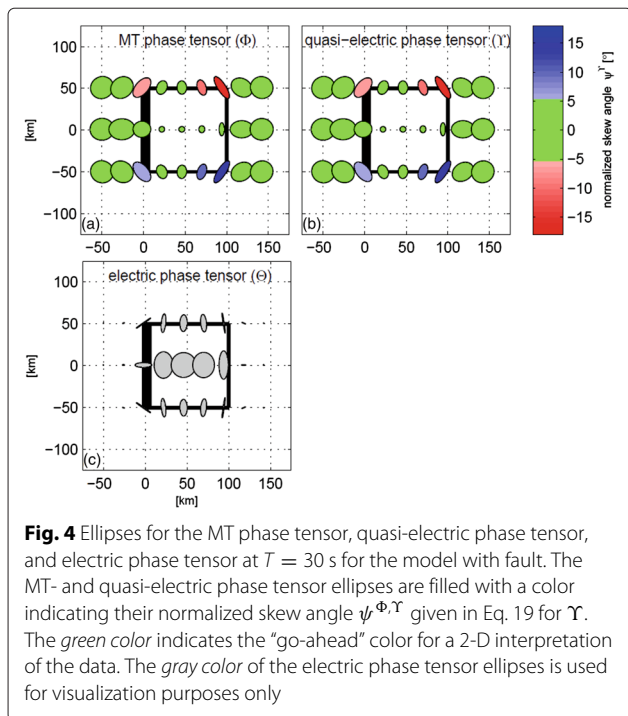 MT phase tensor (Φ)
quasi−electric phase tensor (ϒ)
100
50
0
−50
−100
[km]
(a)
−50 0 50 100 150
(b)
−50 0 50 100 150
15
10
5
0
−5
−10
−15
normalized skew angle ψ^ϒ [°]
electric phase tensor (Θ)
100
50
0
−50
−100
[km]
(c)
−50 0 50 100 150
[km]
Fig. 4 Ellipses for the MT phase tensor, quasi-electric phase tensor,
and electric phase tensor at T = 30 s for the model with fault. The
MT- and quasi-electric phase tensor ellipses are filled with a color
indicating their normalized skew angle ψ^Φ,ϒ given in Eq. 19 for ϒ.
The green color indicates the “go-ahead” color for a 2-D interpretation
of the data. The gray color of the electric phase tensor ellipses is used
for visualization purposes only